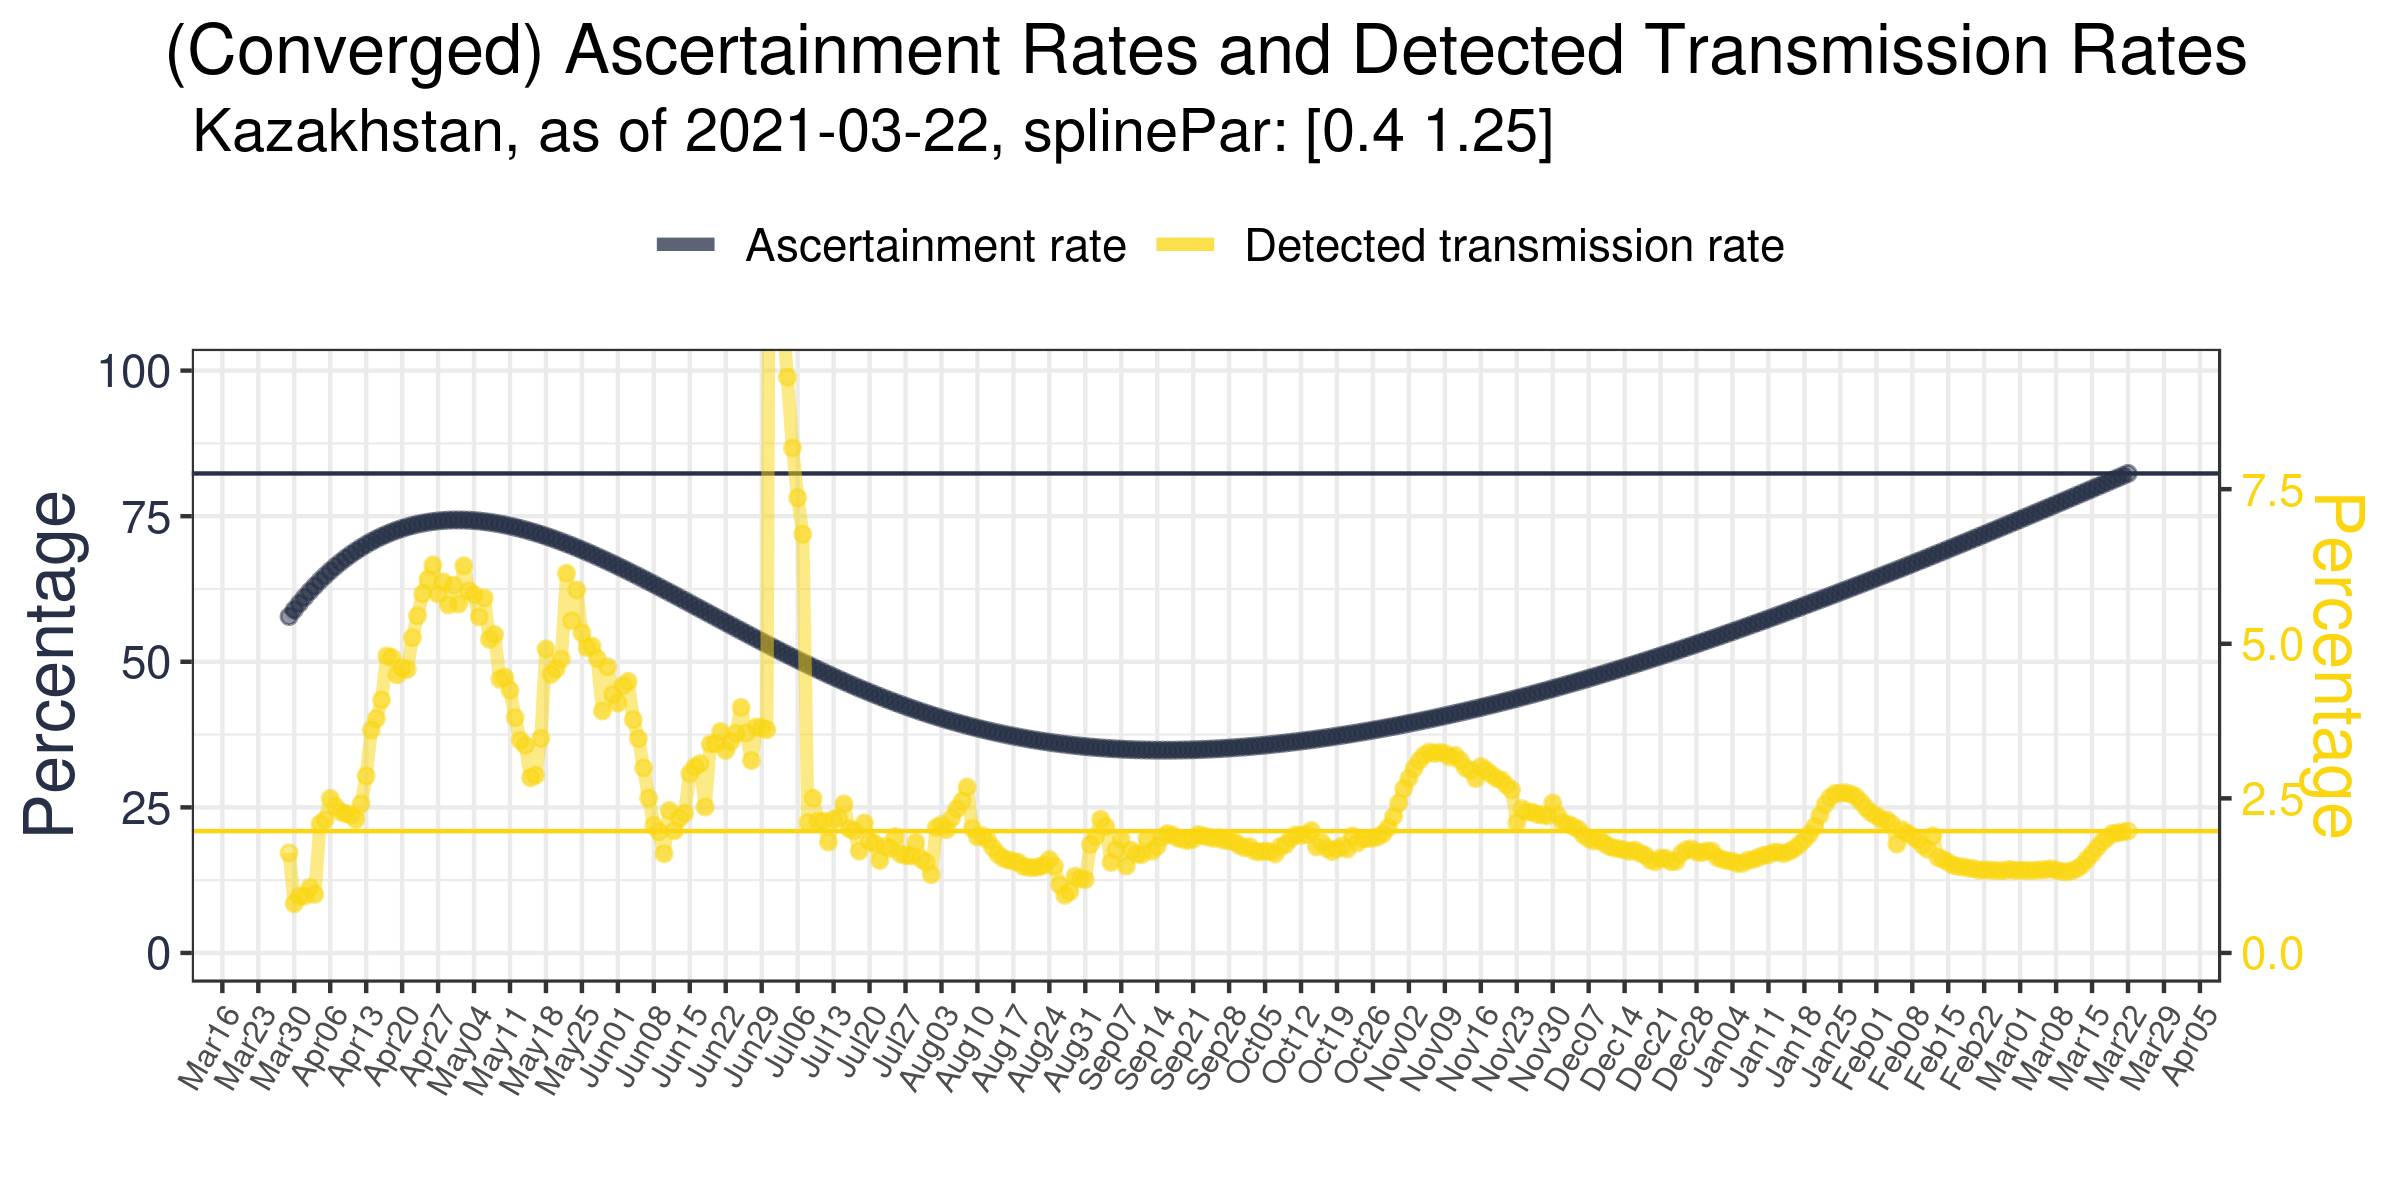 (Converged) Ascertainment Rates and Detected Transmission Rates
Kazakhstan, as of 2021-03-22, splinePar: [0.4 1.25]
Ascertainment rate
Detected transmission rate
Percentage
100
75
50
25
0
7.5
5.0
2.5
0.0
Percentage
Mar16
Mar23
Mar30
Apr06
Apr13
Apr20
Apr27
May04
May11
May18
May25
Jun01
Jun08
Jun15
Jun22
Jun29
Jul06
Jul13
Jul20
Jul27
Aug03
Aug10
Aug17
Aug24
Aug31
Sep07
Sep14
Sep21
Sep28
Oct05
Oct12
Oct19
Oct26
Nov02
Nov09
Nov16
Nov23
Nov30
Dec07
Dec14
Dec21
Dec28
Jan04
Jan11
Jan18
Jan25
Feb01
Feb08
Feb15
Feb22
Mar01
Mar08
Mar15
Mar22
Mar29
Apr05